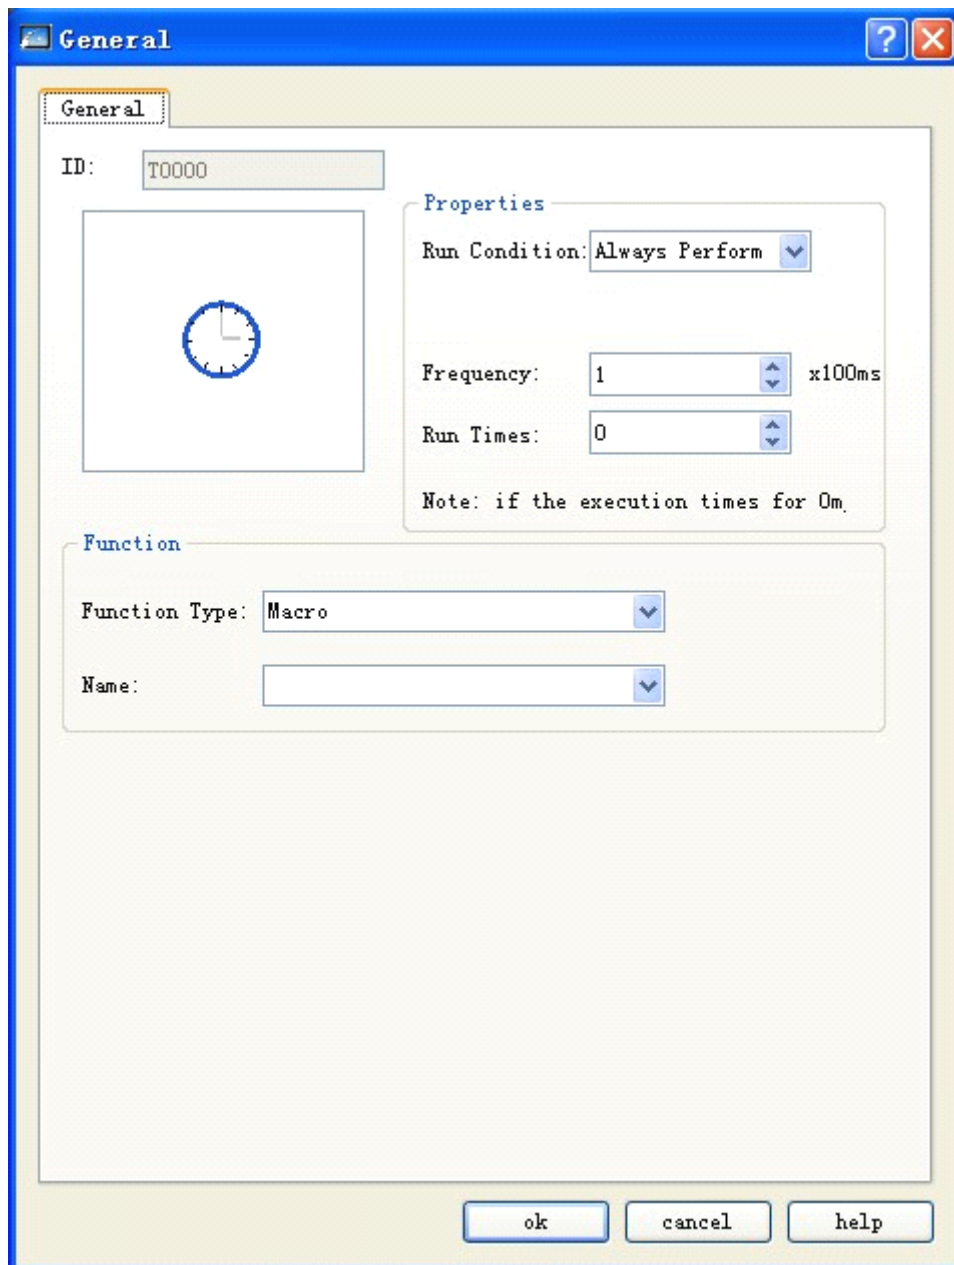 General
General
ID: T0000
Properties
Run Condition: Always Perform
Frequency: 1 x100ms
Run Times: 0
Note: if the execution times for 0m
Function
Function Type: Macro
Name:
ok cancel help